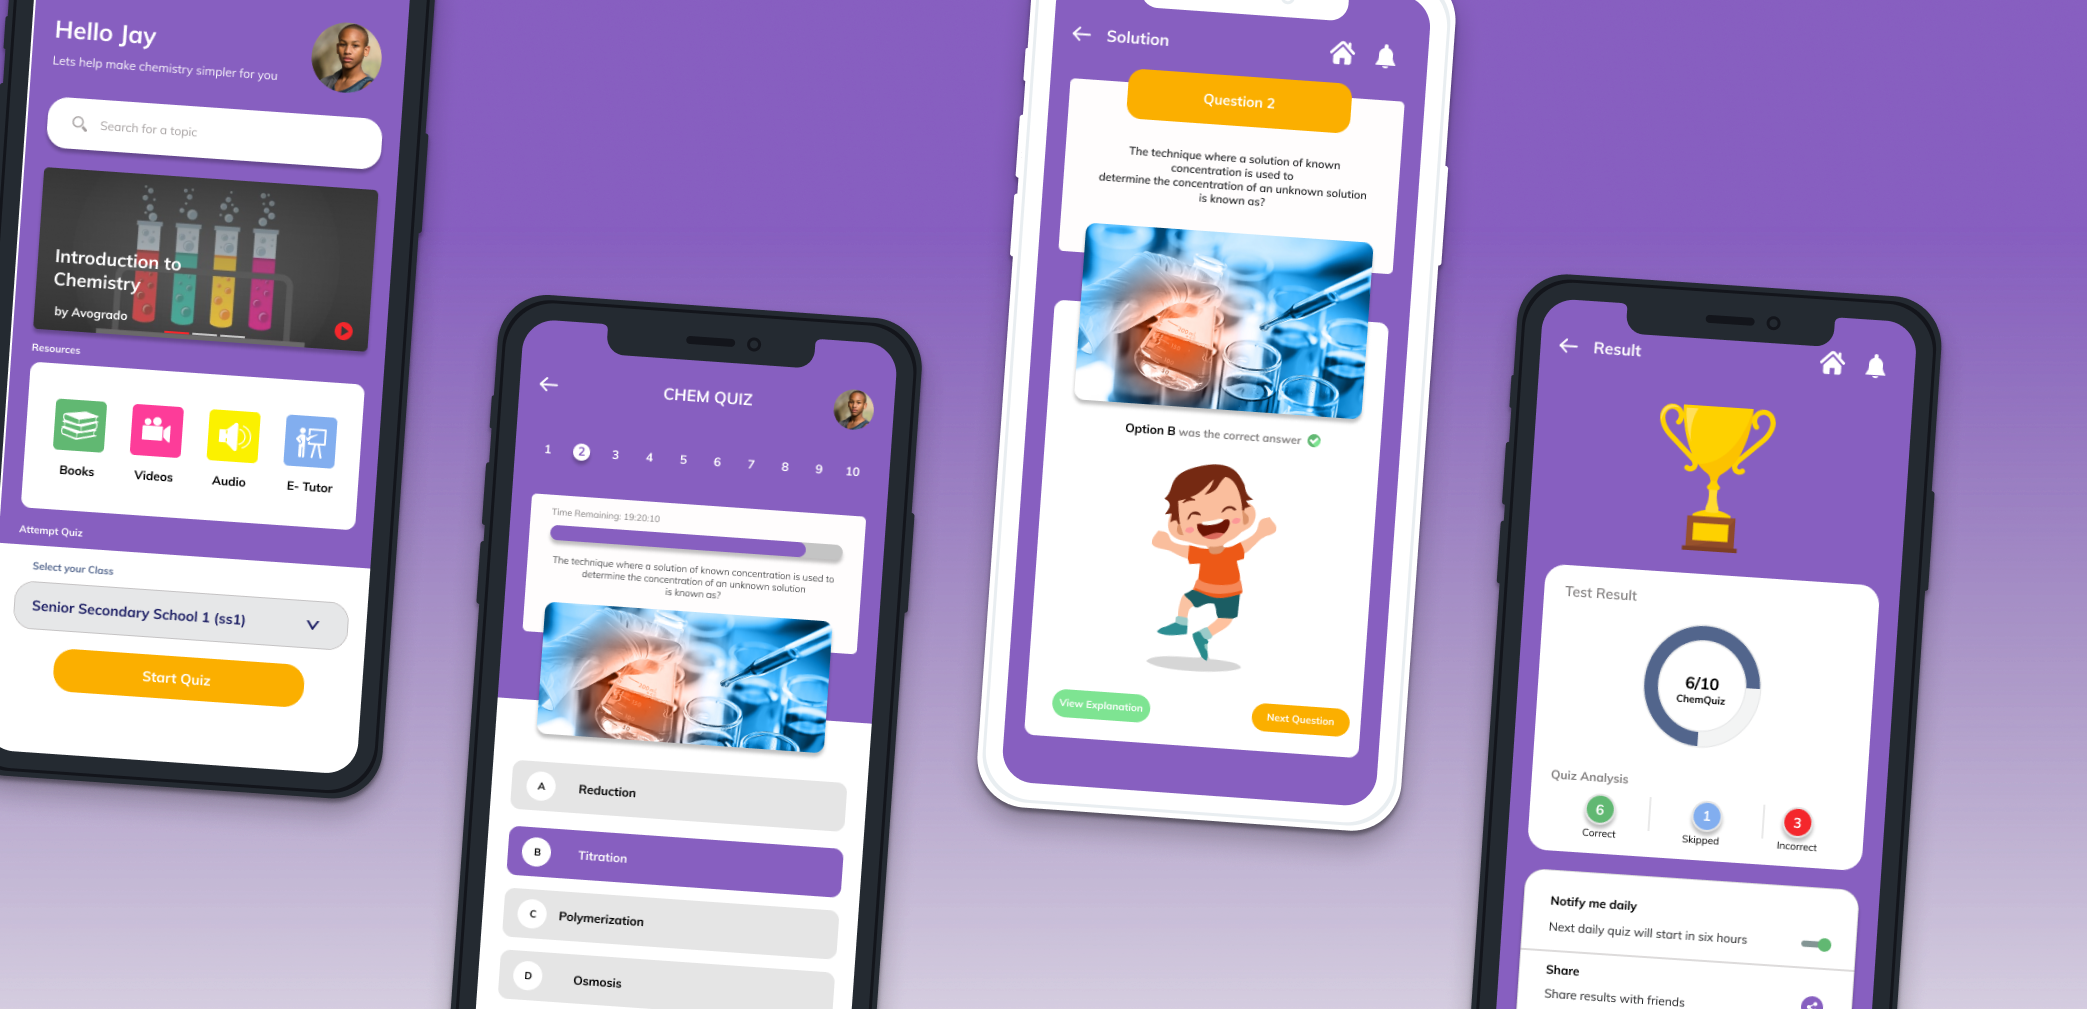 Hello Jay
Lets help make chemistry simpler for you
Search for a topic
Introduction to
Chemistry
by Avogrado
Resources
Books
Videos
Audio
E- Tutor
Attempt Quiz
Select your Class
Senior Secondary School 1 (ss1)
Start Quiz
CHEM QUIZ
1 2 3 4 5 6 7 8 9 10
Time Remaining: 19:20:10
The technique where a solution of known concentration is used to
determine the concentration of an unknown solution
is known as?
A Reduction
B Titration
C Polymerization
D Osmosis
Solution
Question 2
The technique where a solution of known
concentration is used to
determine the concentration of an unknown solution
is known as?
Option B was the correct answer
View Explanation
Next Question
Result
Test Result
6/10
ChemQuiz
Quiz Analysis
6
Correct
1
Skipped
3
Incorrect
Notify me daily
Next daily quiz will start in six hours
Share
Share results with friends